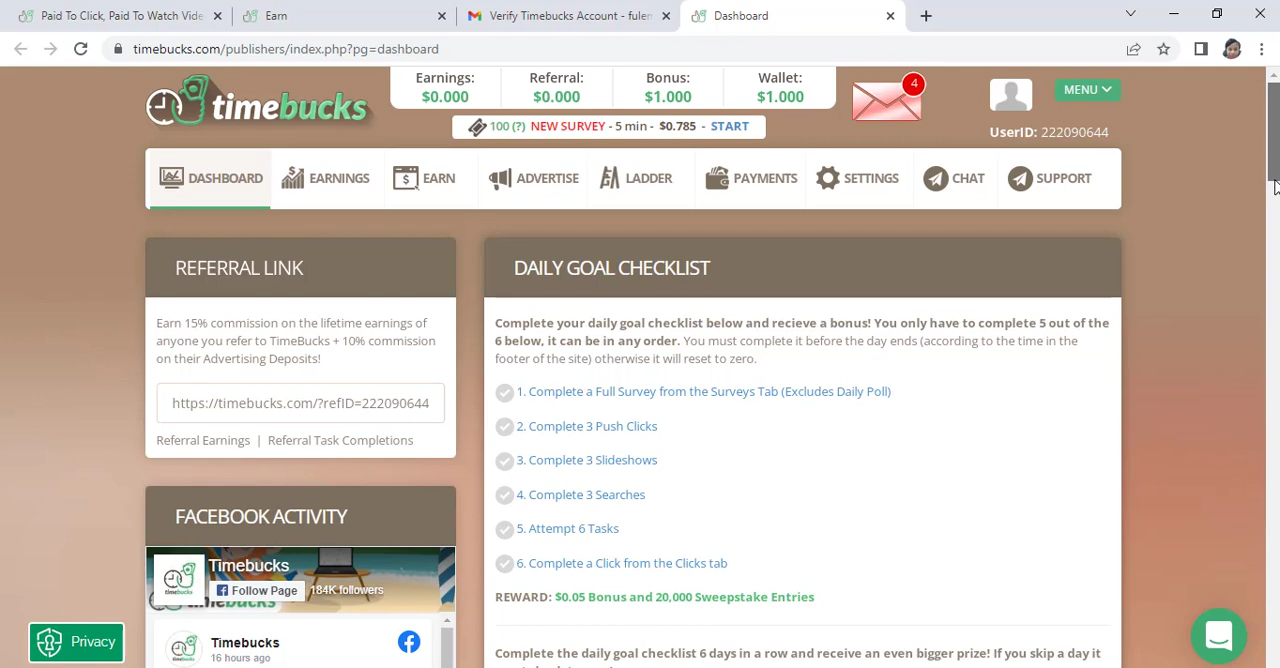 Paid To Click, Paid To Watch Vide
Earn
Verify Timebucks Account - fulem
Dashboard
timebucks.com/publishers/index.php?pg=dashboard
timebucks
Earnings:
$0.000
Referral:
$0.000
Bonus:
$1.000
Wallet:
$1.000
100 (?) NEW SURVEY - 5 min - $0.785 - START
4
MENU
UserID: 222090644
DASHBOARD
EARNINGS
EARN
ADVERTISE
LADDER
PAYMENTS
SETTINGS
CHAT
SUPPORT
REFERRAL LINK
Earn 15% commission on the lifetime earnings of
anyone you refer to TimeBucks + 10% commission
on their Advertising Deposits!
https://timebucks.com/?refID=222090644
Referral Earnings | Referral Task Completions
FACEBOOK ACTIVITY
Timebucks
Follow Page
184K followers
Timebucks
16 hours ago
Privacy
DAILY GOAL CHECKLIST
Complete your daily goal checklist below and recieve a bonus! You only have to complete 5 out of the
6 below, it can be in any order. You must complete it before the day ends (according to the time in the
footer of the site) otherwise it will reset to zero.
1. Complete a Full Survey from the Surveys Tab (Excludes Daily Poll)
2. Complete 3 Push Clicks
3. Complete 3 Slideshows
4. Complete 3 Searches
5. Attempt 6 Tasks
6. Complete a Click from the Clicks tab
REWARD: $0.05 Bonus and 20,000 Sweepstake Entries
Complete the daily goal checklist 6 days in a row and receive an even bigger prize! If you skip a day it